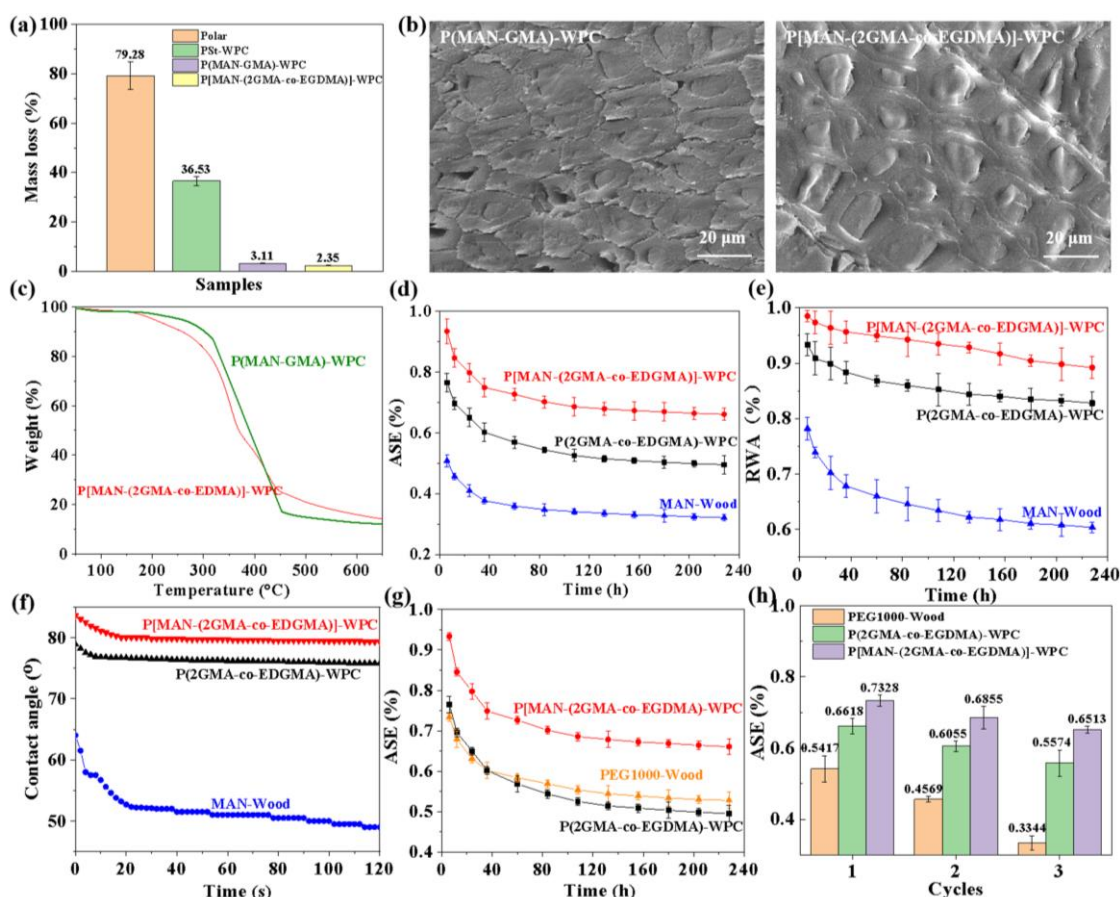 (a)
100
80
60
40
20
0
Mass loss (%)
79.28
36.53
3.11
2.35
Polar
PSt-WPC
P(MAN-GMA)-WPC
P[MAN-(2GMA-co-EGDMA)]-WPC
Samples
(b)
P(MAN-GMA)-WPC
20 μm
P[MAN-(2GMA-co-EGDMA)]-WPC
20 μm
(c)
100
80
60
40
20
0
Weight (%)
P(MAN-GMA)-WPC
P[MAN-(2GMA-co-EDMA)]-WPC
100 200 300 400 500 600
Temperature (°C)
(d)
1.0
0.8
0.6
0.4
0.2
ASE (%)
P[MAN-(2GMA-co-EDGMA)]-WPC
P(2GMA-co-EDGMA)-WPC
MAN-Wood
0 40 80 120 160 200 240
Time (h)
(e)
1.0
0.9
0.8
0.7
0.6
RWA (%)
P[MAN-(2GMA-co-EDGMA)]-WPC
P(2GMA-co-EDGMA)-WPC
MAN-Wood
0 40 80 120 160 200 240
Time (h)
(f)
85
80
75
70
65
60
55
50
Contact angle (°)
P[MAN-(2GMA-co-EDGMA)]-WPC
P(2GMA-co-EDGMA)-WPC
MAN-Wood
0 20 40 60 80 100 120
Time (s)
(g)
1.0
0.9
0.8
0.7
0.6
0.5
0.4
ASE (%)
P[MAN-(2GMA-co-EGDMA)-WPC
PEG1000-Wood
P(2GMA-co-EGDMA)-WPC
0 40 80 120 160 200 240
Time (h)
(h)
0.8
0.6
0.4
ASE (%)
PEG1000-Wood
P(2GMA-co-EGDMA)-WPC
P[MAN-(2GMA-co-EGDMA)]-WPC
0.5417
0.6618
0.7328
0.4569
0.6055
0.6855
0.3344
0.5574
0.6513
1 2 3
Cycles